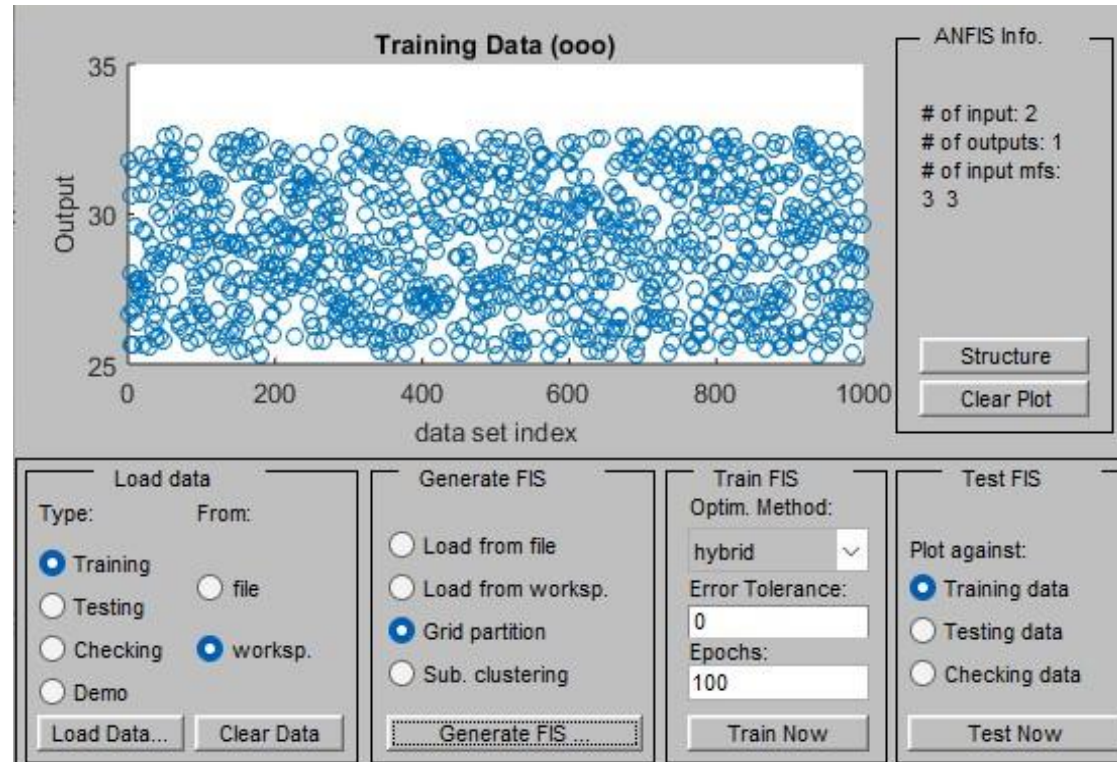 Training Data (ooo)
35
30
25
Output
0 200 400 600 800 1000
data set index
ANFIS Info.
# of input: 2
# of outputs: 1
# of input mfs:
3 3
Structure
Clear Plot
Load data
Type: From:
Training
Testing
Checking
Demo
file
worksp.
Load Data...
Clear Data
Generate FIS
Load from file
Load from worksp.
Grid partition
Sub. clustering
Generate FIS ...
Train FIS
Optim. Method:
hybrid
Error Tolerance:
0
Epochs:
100
Train Now
Test FIS
Plot against:
Training data
Testing data
Checking data
Test Now